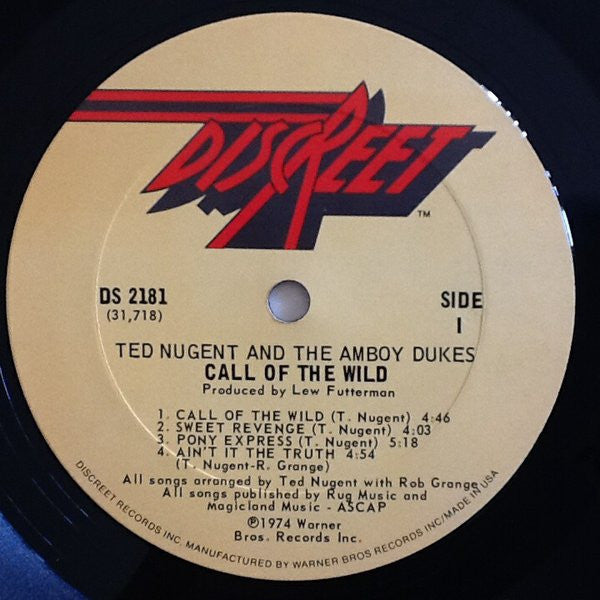 DISCREET
TM
DS 2181
(31,718)
SIDE
1
TED NUGENT AND THE AMBOY DUKES
CALL OF THE WILD
Produced by Lew Futterman
1. CALL OF THE WILD (T. Nugent) 4:46
2. SWEET REVENGE (T. Nugent) 4:03
3. PONY EXPRESS (T. Nugent) 5:18
4. AIN'T IT THE TRUTH 4:54
(T. Nugent-R. Grange)
All songs arranged by Ted Nugent with Rob Grange
All songs published by Rug Music and
Magicland Music - ASCAP
℗1974 Warner
Bros. Records Inc.
DISCREET RECORDS INC. MANUFACTURED BY WARNER BROS RECORDS INC/MADE IN USA